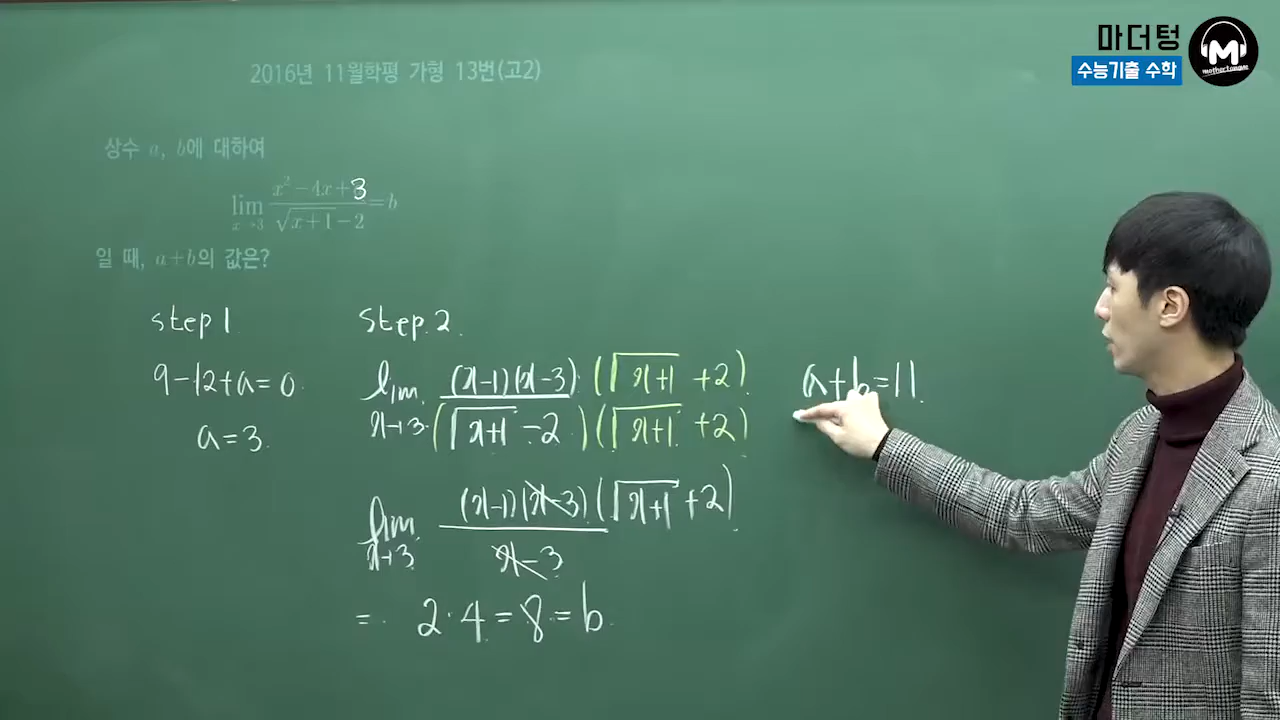 마더텅
수능기출 수학
M
mother tongue
2016년 11월학평 가형 13번(고2)
상수 a, b에 대하여
lim x→3 (x² − 4x + 3) / (√(x+1) − 2) = b
일 때, a + b의 값은?
step 1.
9 − 12 + a = 0.
a = 3.
step 2.
lim x→3 (x−1)(x−3)(√(x+1) + 2) / (√(x+1) − 2)(√(x+1) + 2)
lim x→3 (x−1)(x−3)(√(x+1) + 2) / x−3
= 2·4 = 8 = b.
a + b = 11.